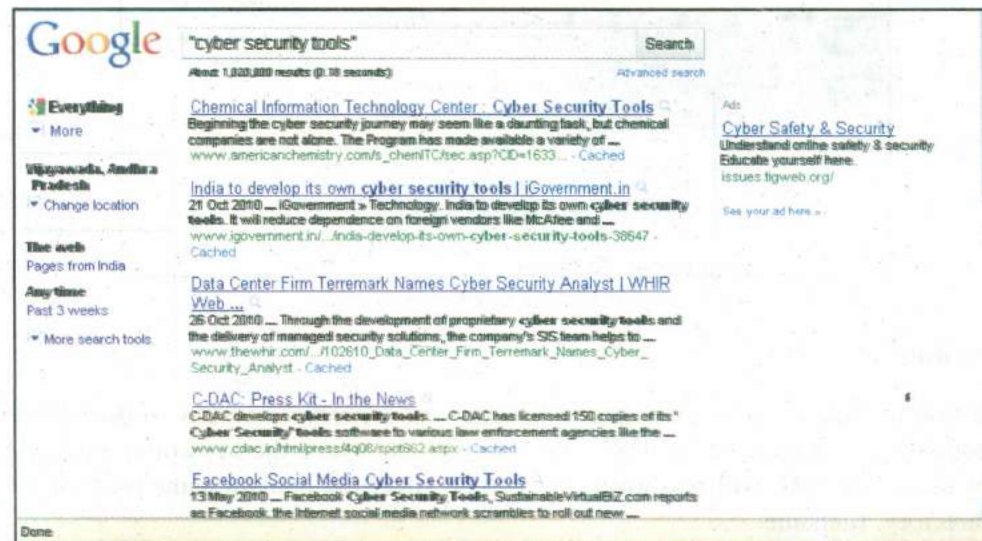 Google
"cyber security tools"
Search
About 1,020,000 results (0.18 seconds)
Advanced search
Everything
More
Vijayawada, Andhra
Pradesh
Change location
The web
Pages from India
Any time
Past 3 weeks
More search tools
Chemical Information Technology Center : Cyber Security Tools
Beginning the cyber security journey may seem like a daunting task, but chemical
companies are not alone. The Program has made available a variety of ...
www.americanchemistry.com/s_chemITC/sec.asp?CID=1633... - Cached
India to develop its own cyber security tools | iGovernment.in
21 Oct 2010 ... iGovernment » Technology. India to develop its own cyber security
tools. It will reduce dependence on foreign vendors like McAfee and ...
www.igovernment.in/.../india-develop-its-own-cyber-security-tools-38647 -
Cached
Data Center Firm Terremark Names Cyber Security Analyst | WHIR
Web ...
26 Oct 2010 ... Through the development of proprietary cyber security tools and
the delivery of managed security solutions, the company's SIS team helps to ...
www.thewhir.com/.../102610_Data_Center_Firm_Terremark_Names_Cyber_
Security_Analyst - Cached
C-DAC: Press Kit - In the News
C-DAC develops cyber security tools. ... C-DAC has licensed 150 copies of its "
Cyber Security" tools software to various law enforcement agencies like the ...
www.cdac.in/html/press/4q06/spot662.aspx - Cached
Facebook Social Media Cyber Security Tools
13 May 2010 ... Facebook Cyber Security Tools, SustainableVirtualBIZ.com reports
as Facebook, the Internet social media network scrambles to roll out new ...
Ads
Cyber Safety & Security
Understand online safety & security
Educate yourself here.
issues.tigweb.org/
See your ad here »
Done